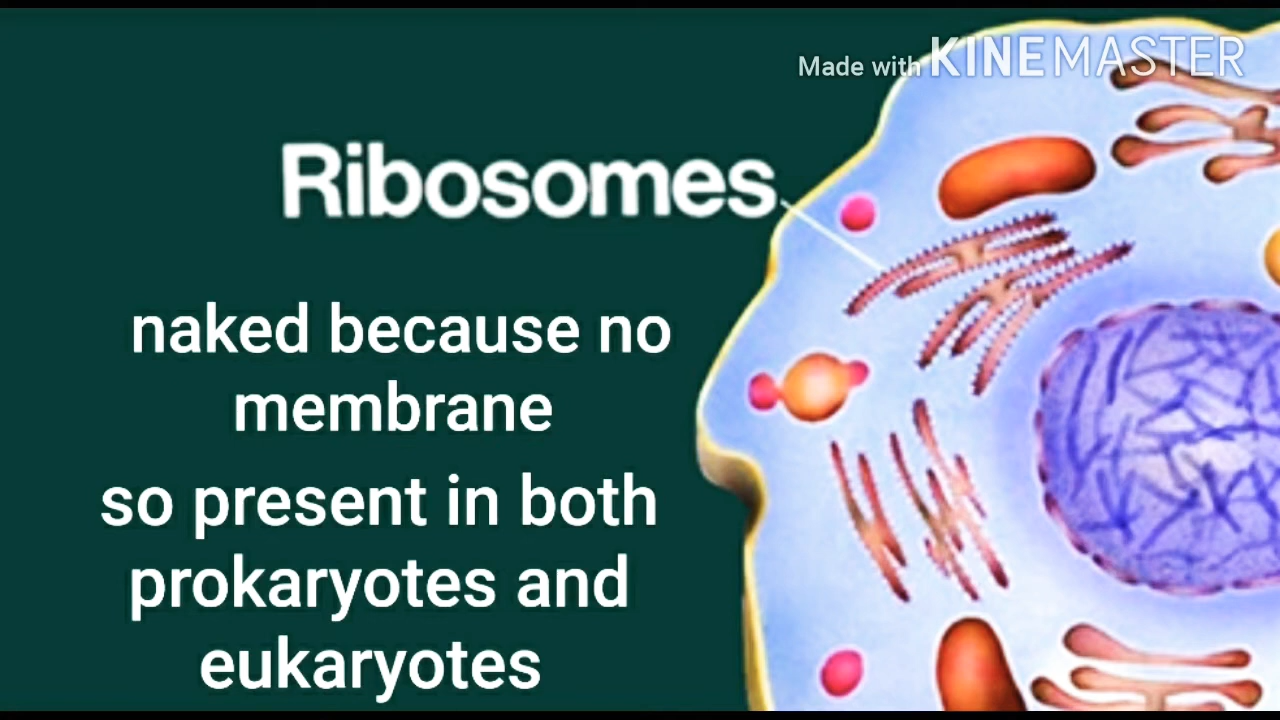 Made with KINEMASTER
Ribosomes
naked because no
membrane
so present in both
prokaryotes and
eukaryotes